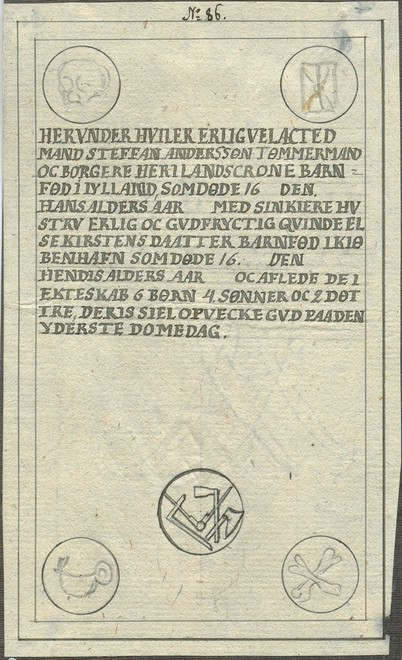 No: 86.
HERVNDER HVILER ERLIG VELACTED
MAND STEFFAN ANDERSSØN TØMMERMAND
OC BORGERE HER I LANDSCRONE BARN=
FØD I IYLLAND, SOM DØDE 16 DEN,
HANS ALDERS AAR MED SIN KIERE HV
STRV ERLIG OC GVDFRYCTIG QVINDE EL
SE KIRSTENS DAATTER BARNFØD I KIØ
BENHAFN SOM DØDE 16. DEN
HENDIS ALDERS AAR OC AFLEDE DE I
EKTESKAB 6 BØRN 4. SØNNER OC 2 DØT
TRE, DERIS SIEL OPVECKE GVD PAA DEN
YDERSTE DOMEDAG.